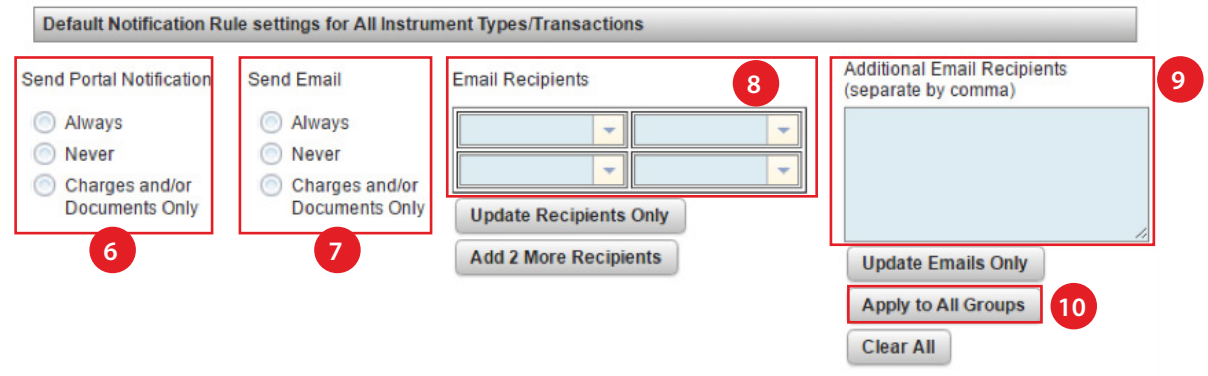 Default Notification Rule settings for All Instrument Types/Transactions
Send Portal Notification
Always
Never
Charges and/or
Documents Only
6
Send Email
Always
Never
Charges and/or
Documents Only
7
Email Recipients
8
Update Recipients Only
Add 2 More Recipients
Additional Email Recipients
(separate by comma)
9
Update Emails Only
Apply to All Groups
10
Clear All